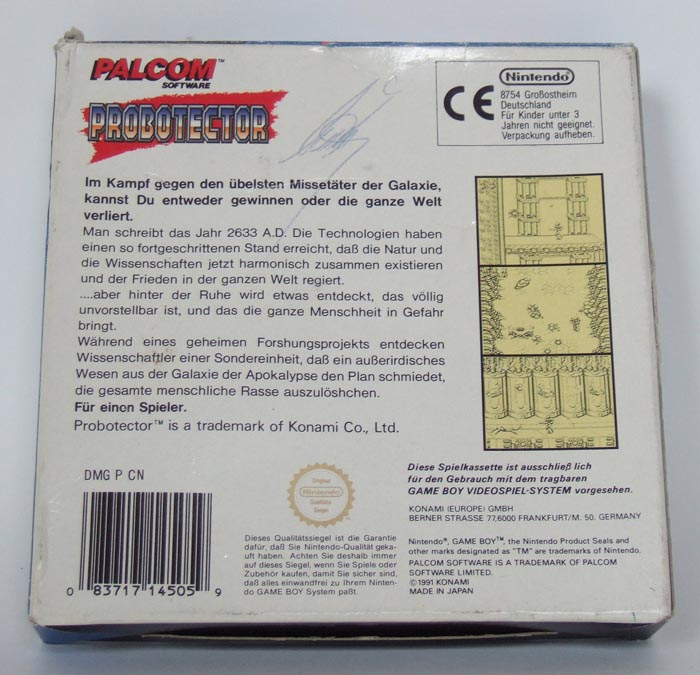 PALCOM™
SOFTWARE
PROBOTECTOR
Nintendo®
8754 Großostheim
Deutschland
Für Kinder unter 3
Jahren nicht geeignet.
Verpackung aufheben.
CE
Im Kampf gegen den übelsten Missetäter der Galaxie,
kannst Du entweder gewinnen oder die ganze Welt
verliert.
Man schreibt das Jahr 2633 A.D. Die Technologien haben
einen so fortgeschrittenen Stand erreicht, daß die Natur und
die Wissenschaften jetzt harmonisch zusammen existieren
und der Frieden in der ganzen Welt regiert.
....aber hinter der Ruhe wird etwas entdeckt, das völlig
unvorstellbar ist, und das die ganze Menschheit in Gefahr
bringt.
Während eines geheimen Forshungsprojekts entdecken
Wissenschaftler einer Sondereinheit, daß ein außerirdisches
Wesen aus der Galaxie der Apokalypse den Plan schmiedet,
die gesamte menschliche Rasse auszulöshchen.
Für einen Spieler.
Probotector™ is a trademark of Konami Co., Ltd.
DMG P CN
0 83717 14505 9
Original
Nintendo
Qualitäts
Siegel
Dieses Qualitätssiegel ist die Garantie
dafür, daß Sie Nintendo-Qualität geka-
uft haben. Achten Sie deshalb immer
auf dieses Siegel, wenn Sie Spiele oder
Zubehör kaufen, damit Sie sicher sind,
daß alles einwandfrei zu Ihrem Ninten-
do GAME BOY System paßt.
Diese Spielkassette ist ausschließ lich
für den Gebrauch mit dem tragbaren
GAME BOY VIDEOSPIEL-SYSTEM vorgesehen.
KONAMI (EUROPE) GMBH
BERNER STRASSE 77,6000 FRANKFURT/M. 50. GERMANY
Nintendo®, GAME BOY™, the Nintendo Product Seals and
other marks designated as "TM" are trademarks of Nintendo.
PALCOM SOFTWARE IS A TRADEMARK OF PALCOM
SOFTWARE LIMITED.
©1991 KONAMI
MADE IN JAPAN